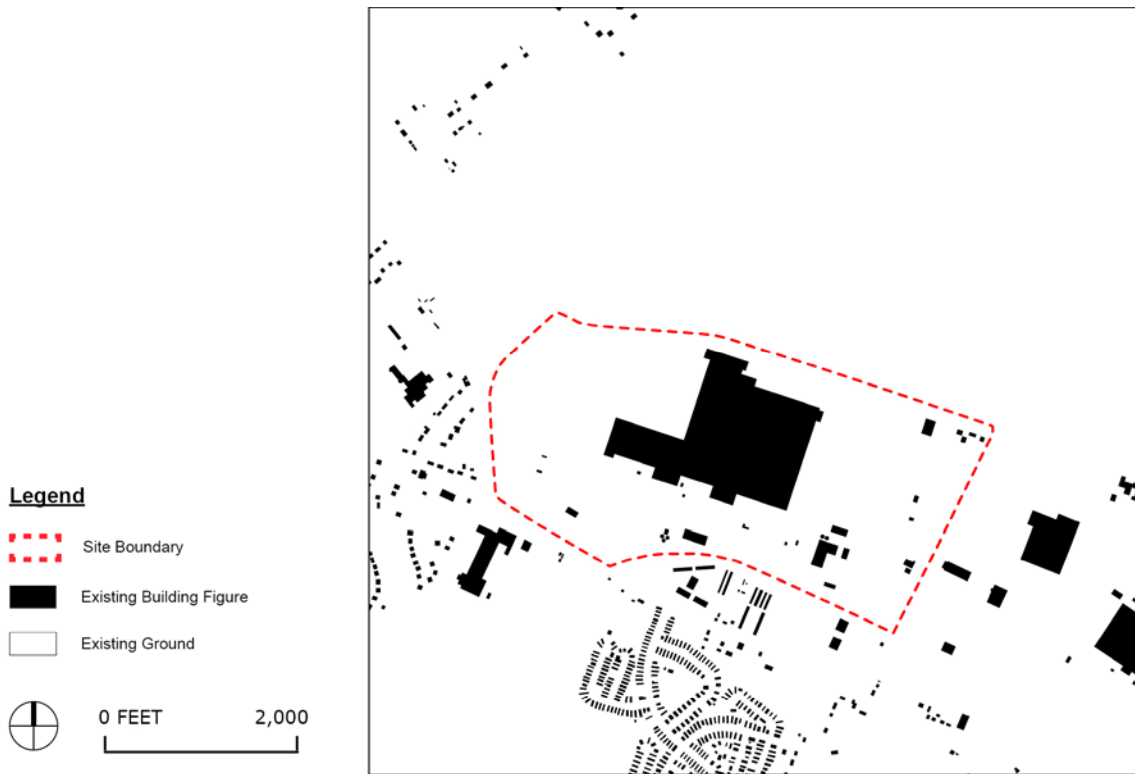 Legend
Site Boundary
Existing Building Figure
Existing Ground
0 FEET 2,000